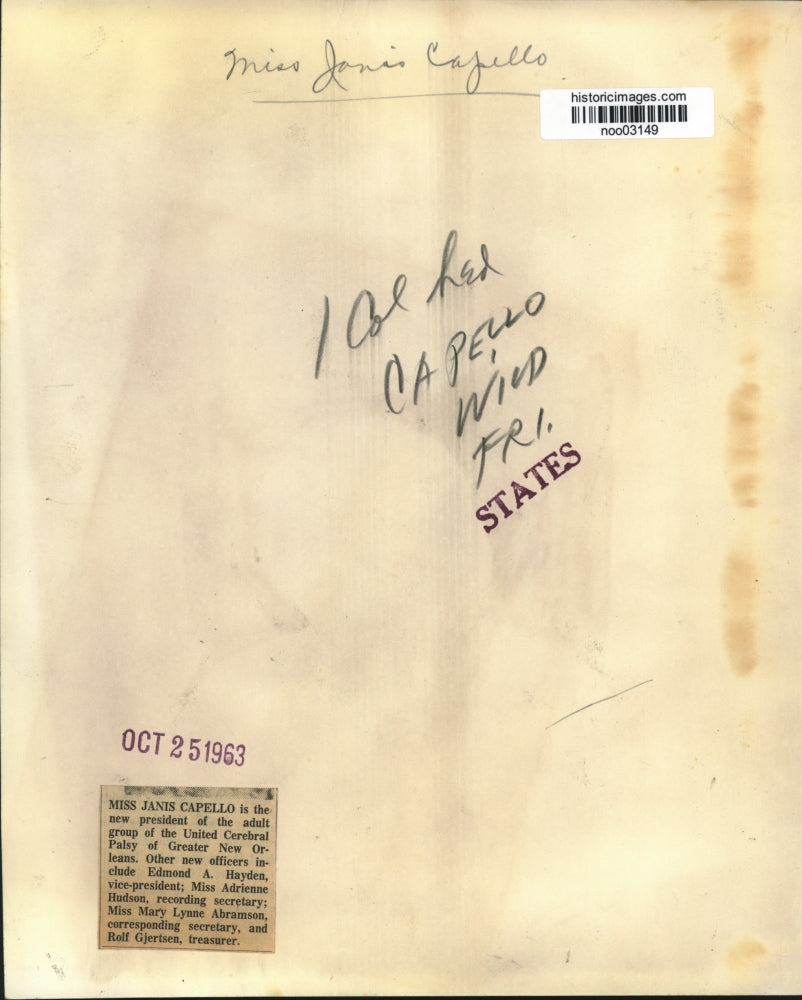 Miss Janis Capello
historicimages.com
noo03149
1 Col hed
CAPELLO
WILD
FRI.
STATES
OCT 25 1963
MISS JANIS CAPELLO is the
new president of the adult
group of the United Cerebral
Palsy of Greater New Or-
leans. Other new officers in-
clude Edmond A. Hayden,
vice-president; Miss Adrienne
Hudson, recording secretary;
Miss Mary Lynne Abramson,
corresponding secretary, and
Rolf Gjertsen, treasurer.